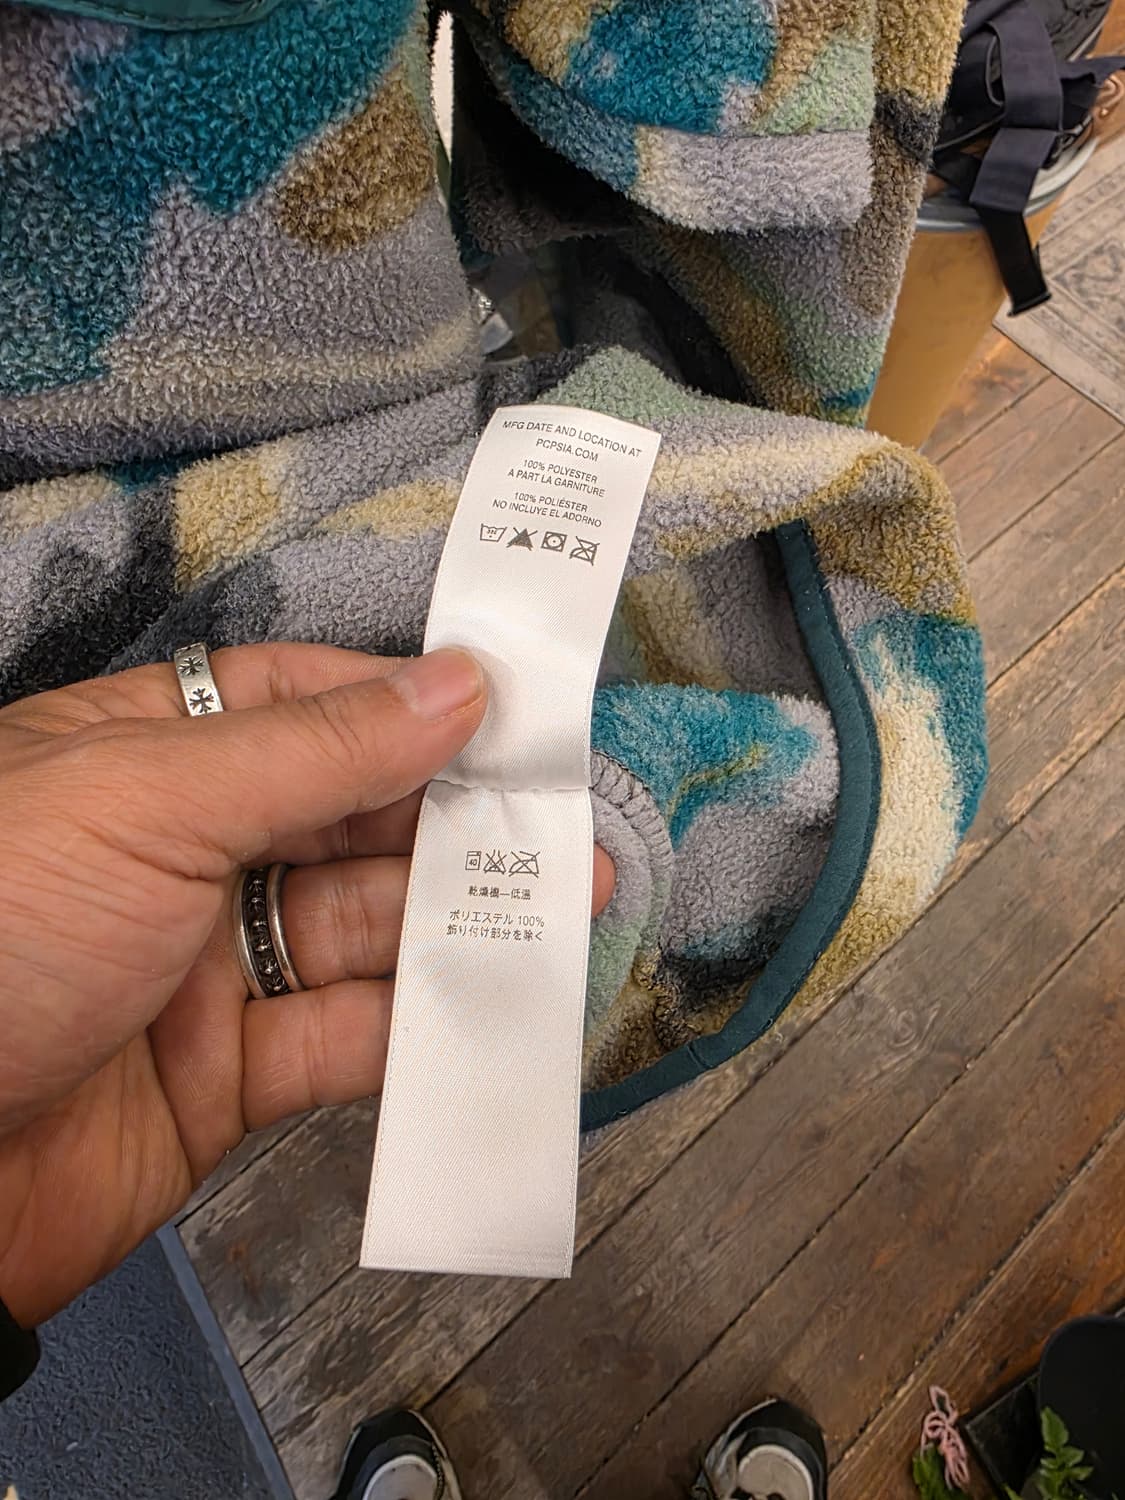 MFG DATE AND LOCATION AT
PCPSIA.COM
100% POLYESTER
A PART LA GARNITURE
100% POLIÉSTER
NO INCLUYE EL ADORNO
40
乾燥機—低温
ポリエステル 100%
飾り付け部分を除く